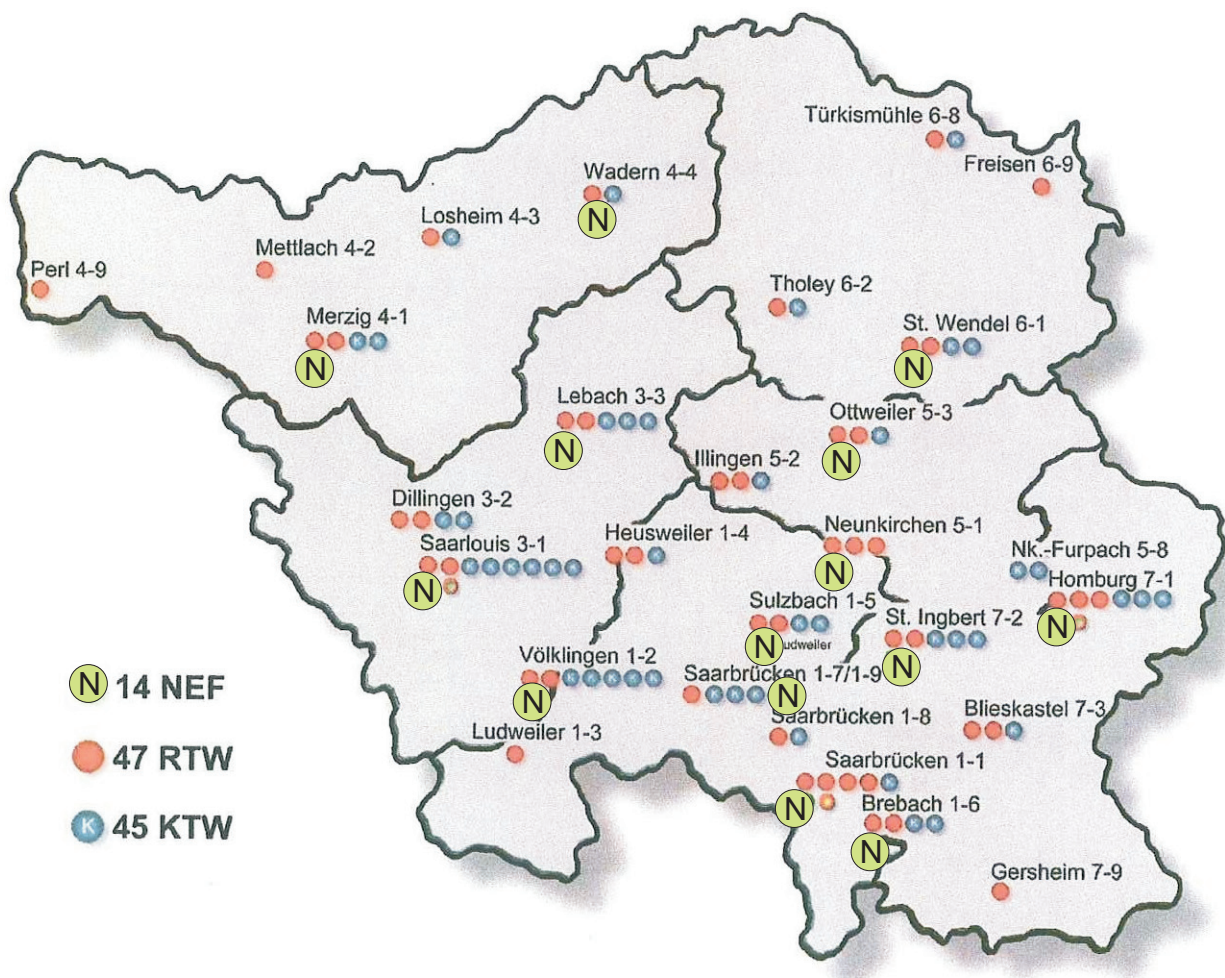 Türkismühle 6-8
K
Freisen 6-9
Wadern 4-4
K
N
Losheim 4-3
K
Mettlach 4-2
Perl 4-9
Tholey 6-2
K
Merzig 4-1
K K
N
St. Wendel 6-1
K K
N
Lebach 3-3
K K K
N
Ottweiler 5-3
K
N
Illingen 5-2
K
Dillingen 3-2
K K
Saarlouis 3-1
K K K K K K
N
Heusweiler 1-4
K
Neunkirchen 5-1
N
Nk.-Furpach 5-8
K K
Homburg 7-1
K K K
N
Sulzbach 1-5
K K
N
udweiler
St. Ingbert 7-2
K K K
N
Völklingen 1-2
K K K K K
N
Saarbrücken 1-7/1-9
K K K
N
Ludweiler 1-3
Saarbrücken 1-8
K
Blieskastel 7-3
K
Saarbrücken 1-1
K
N
Brebach 1-6
K K
N
Gersheim 7-9
N 14 NEF
47 RTW
K 45 KTW